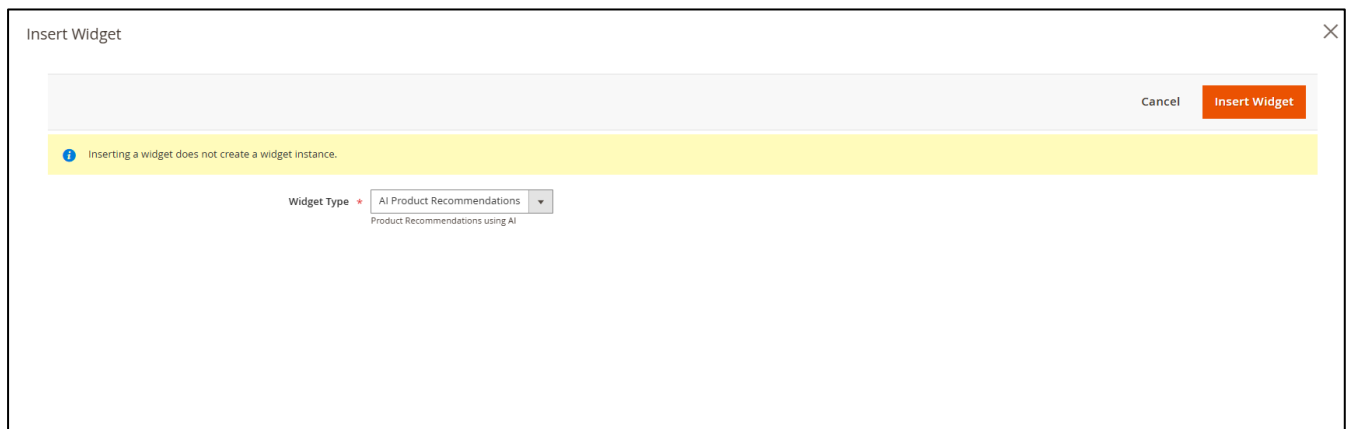 Insert Widget
Cancel Insert Widget
Inserting a widget does not create a widget instance.
Widget Type * AI Product Recommendations
Product Recommendations using AI